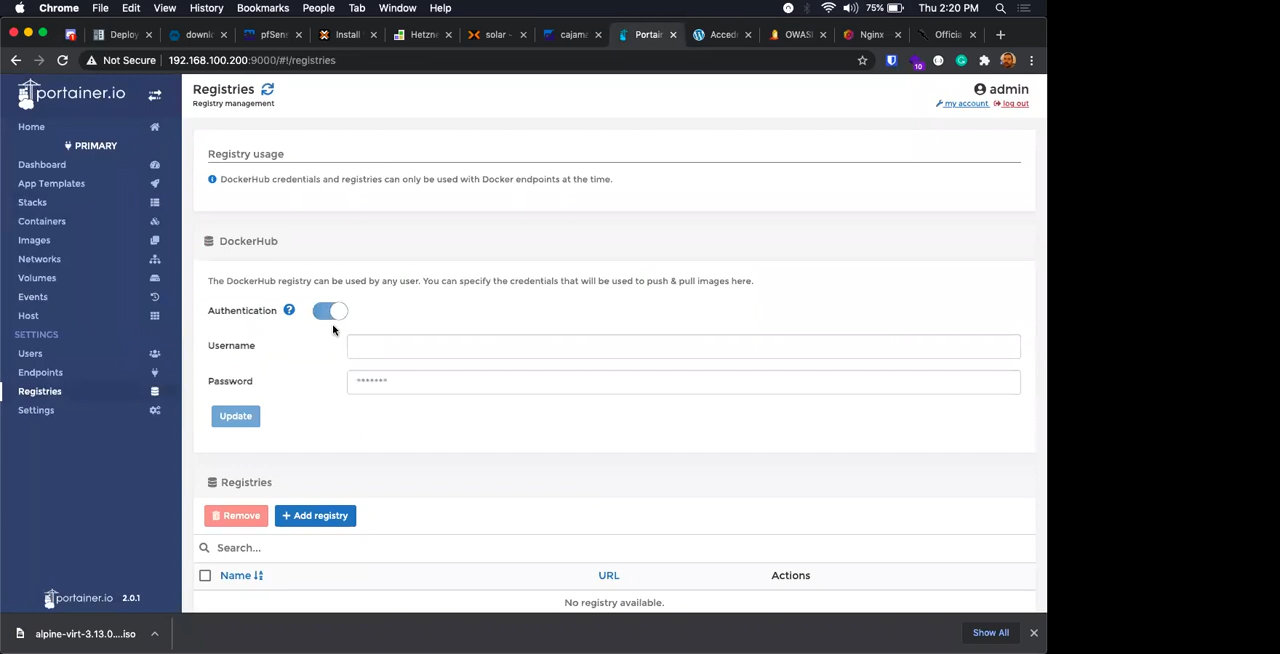 Chrome File Edit View History Bookmarks People Tab Window Help 75% Thu 2:20 PM
Deploy downlo pfSens Install Hetzne solar - cajama Portain Accede OWAS Nginx Officia
Not Secure 192.168.100.200:9000/#!/registries 10
portainer.io
Home
PRIMARY
Dashboard
App Templates
Stacks
Containers
Images
Networks
Volumes
Events
Host
SETTINGS
Users
Endpoints
Registries
Settings
portainer.io 2.0.1
Registries admin
Registry management my account log out
Registry usage
DockerHub credentials and registries can only be used with Docker endpoints at the time.
DockerHub
The DockerHub registry can be used by any user. You can specify the credentials that will be used to push & pull images here.
Authentication ?
Username
Password *******
Update
Registries
Remove + Add registry
Search...
Name URL Actions
No registry available.
alpine-virt-3.13.0....iso Show All